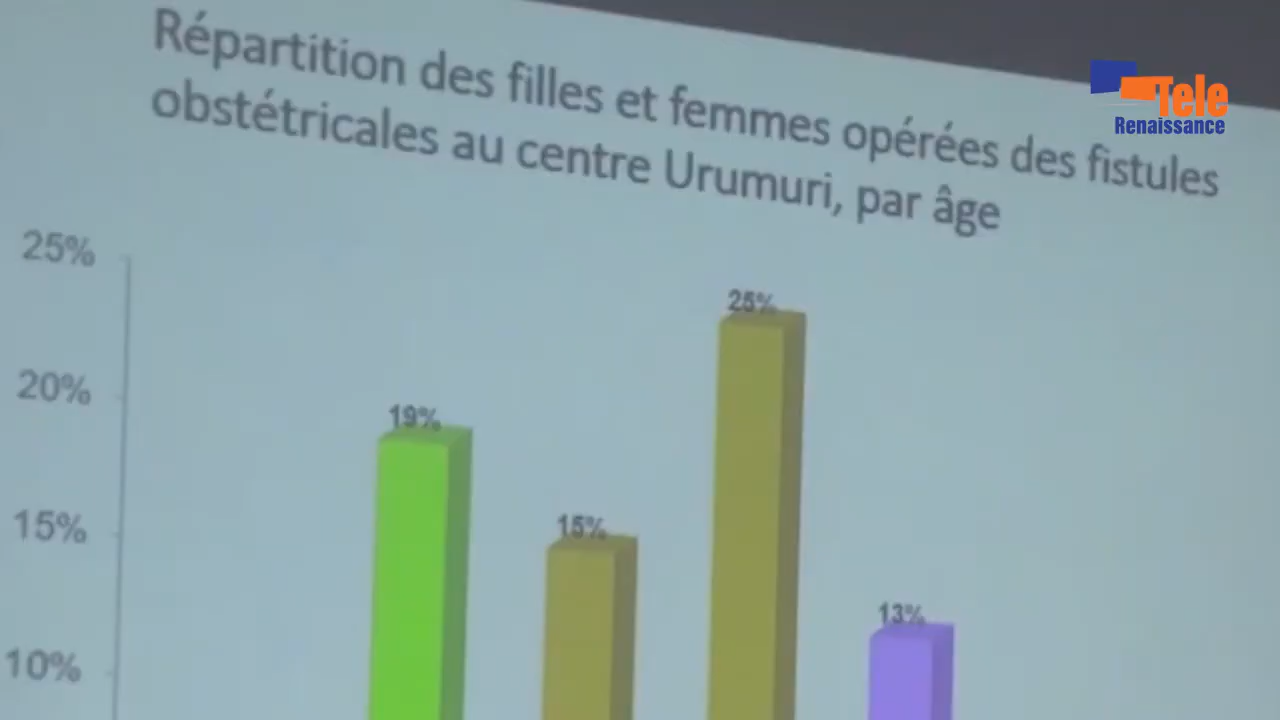 Répartition des filles et femmes opérées des fistules
obstétricales au centre Urumuri, par âge
Tele
Renaissance
25%
20%
15%
10%
19%
15%
25%
13%